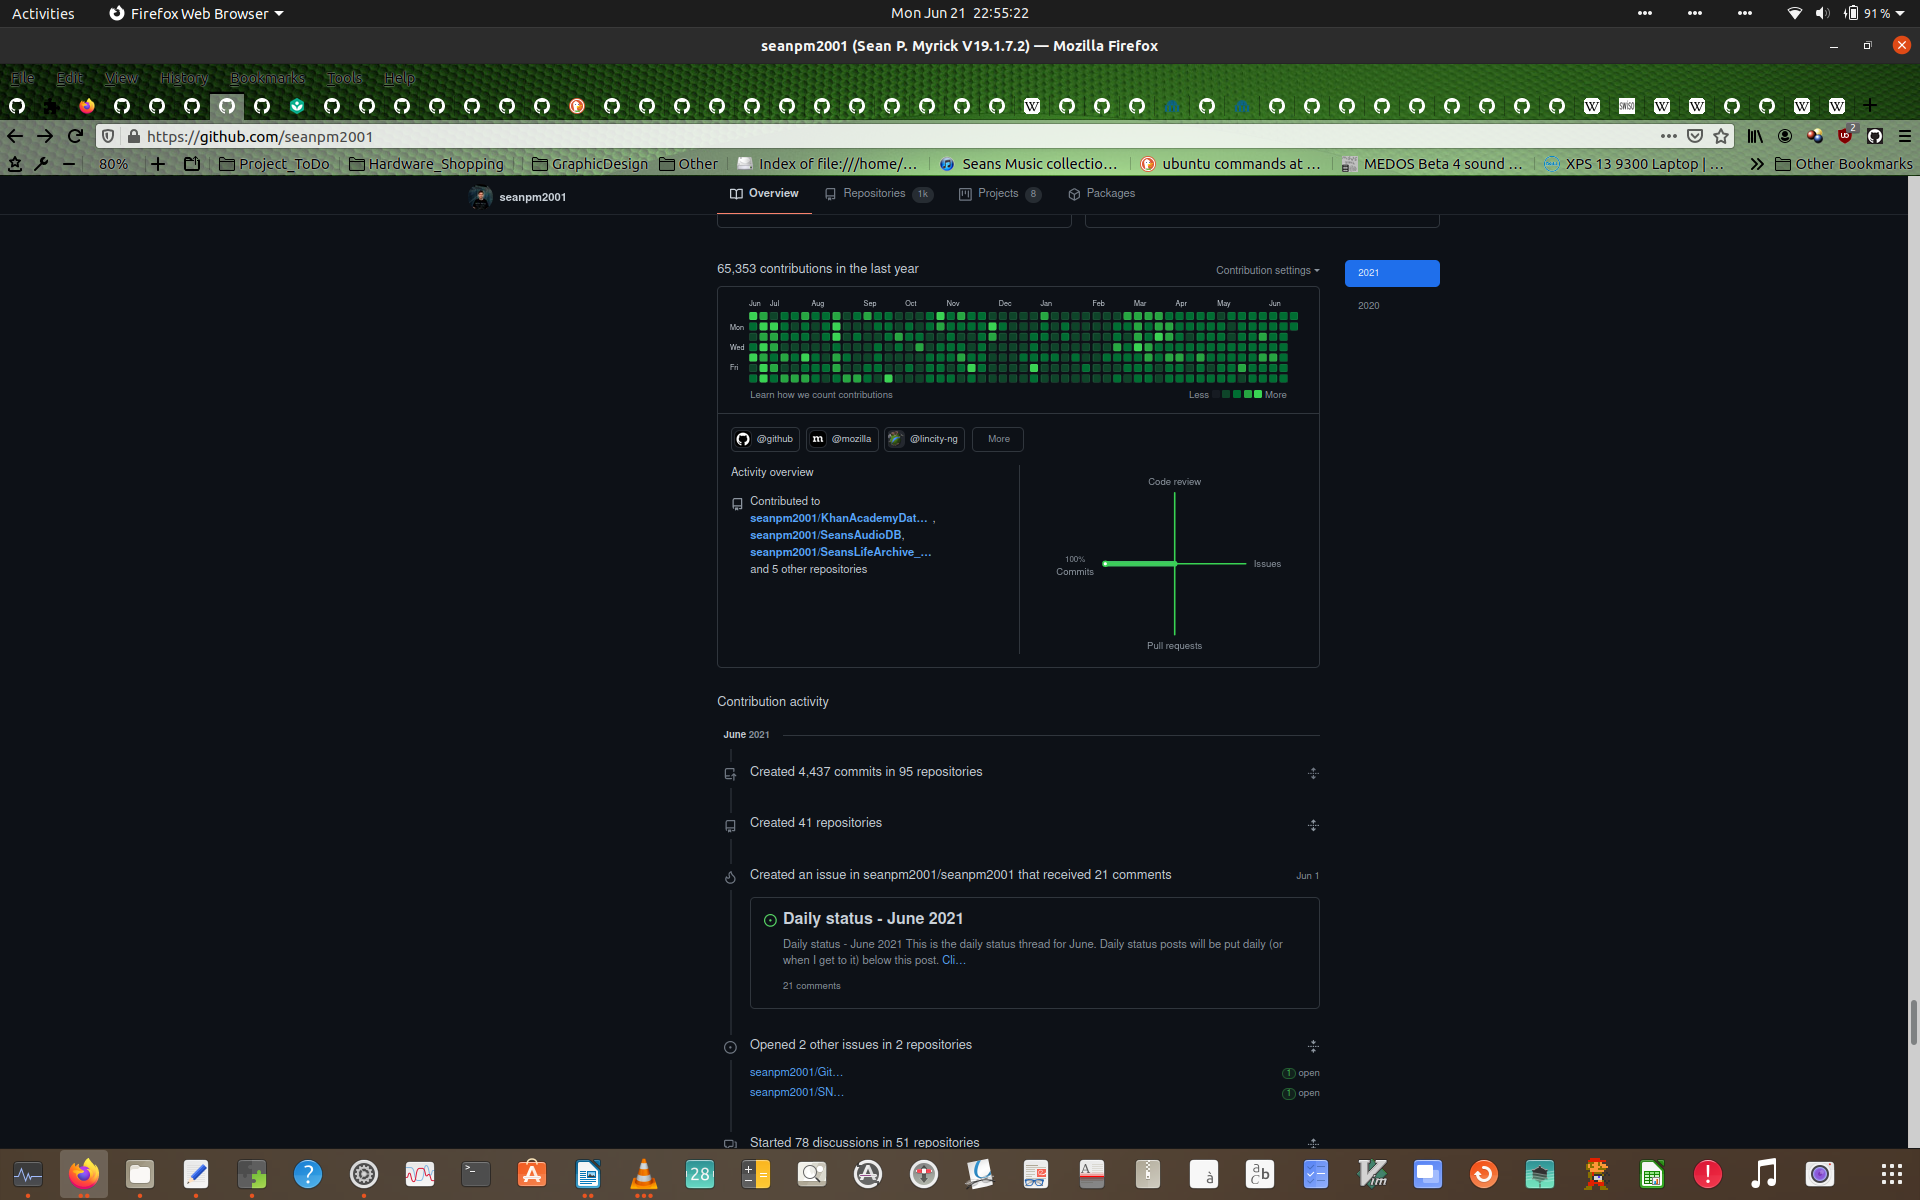 Activities
Firefox Web Browser
Mon Jun 21 22:55:22
91 %
seanpm2001 (Sean P. Myrick V19.1.7.2) — Mozilla Firefox
File Edit View History Bookmarks Tools Help
https://github.com/seanpm2001
2
80%
Project_ToDo
Hardware_Shopping
GraphicDesign
Other
Index of file:///home/...
Seans Music collectio...
ubuntu commands at ...
MEDOS Beta 4 sound ...
XPS 13 9300 Laptop | ...
Other Bookmarks
seanpm2001
Overview
Repositories 1k
Projects 8
Packages
65,353 contributions in the last year
Contribution settings
2021
2020
Jun Jul Aug Sep Oct Nov Dec Jan Feb Mar Apr May Jun
Mon
Wed
Fri
Learn how we count contributions
Less More
@github
@mozilla
@lincity-ng
More
Activity overview
Contributed to
seanpm2001/KhanAcademyDat... ,
seanpm2001/SeansAudioDB,
seanpm2001/SeansLifeArchive_...
and 5 other repositories
Code review
100%
Commits
Issues
Pull requests
Contribution activity
June 2021
Created 4,437 commits in 95 repositories
Created 41 repositories
Created an issue in seanpm2001/seanpm2001 that received 21 comments
Jun 1
Daily status - June 2021
Daily status - June 2021 This is the daily status thread for June. Daily status posts will be put daily (or
when I get to it) below this post. Cli...
21 comments
Opened 2 other issues in 2 repositories
seanpm2001/Git...
1 open
seanpm2001/SN...
1 open
Started 78 discussions in 51 repositories
28